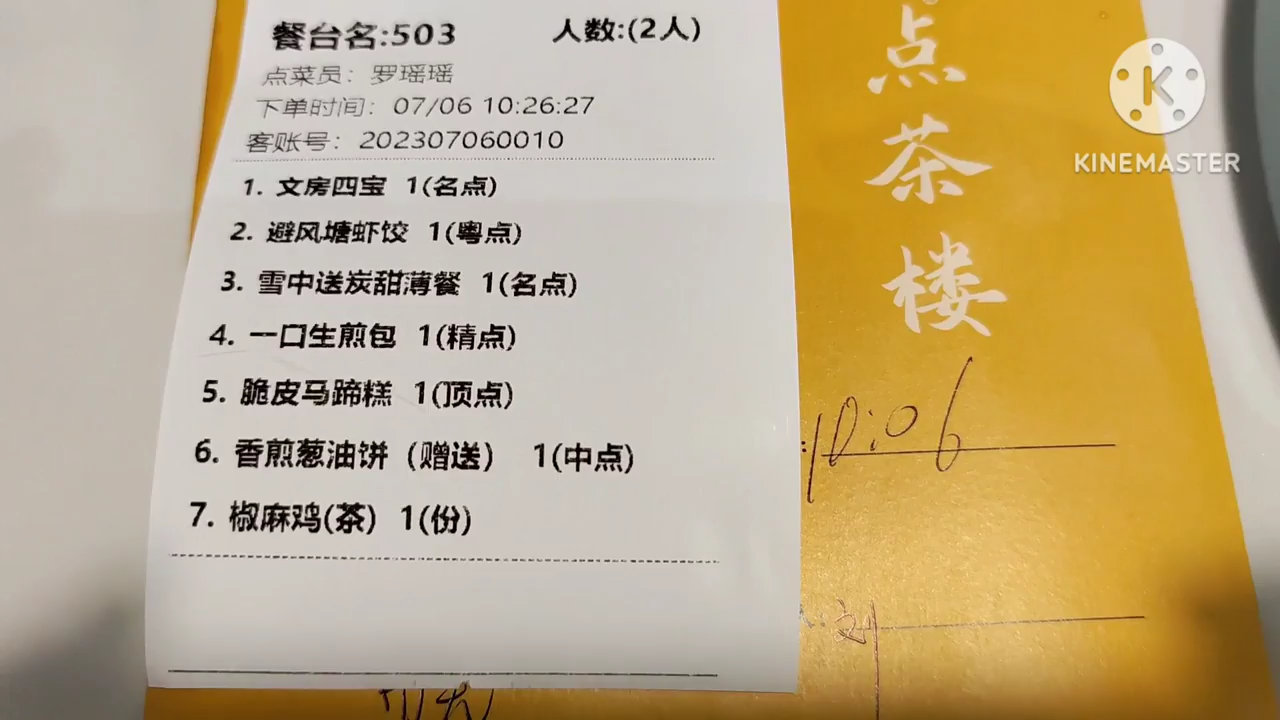 餐台名:503 人数:(2人)
点菜员：罗瑶瑶
下单时间：07/06 10:26:27
客账号：202307060010
1. 文房四宝 1(名点)
2. 避风塘虾饺 1(粤点)
3. 雪中送炭甜薄餐 1(名点)
4. 一口生煎包 1(精点)
5. 脆皮马蹄糕 1(顶点)
6. 香煎葱油饼（赠送） 1(中点)
7. 椒麻鸡(茶) 1(份)
点茶楼
10:06
刘
KINEMASTER